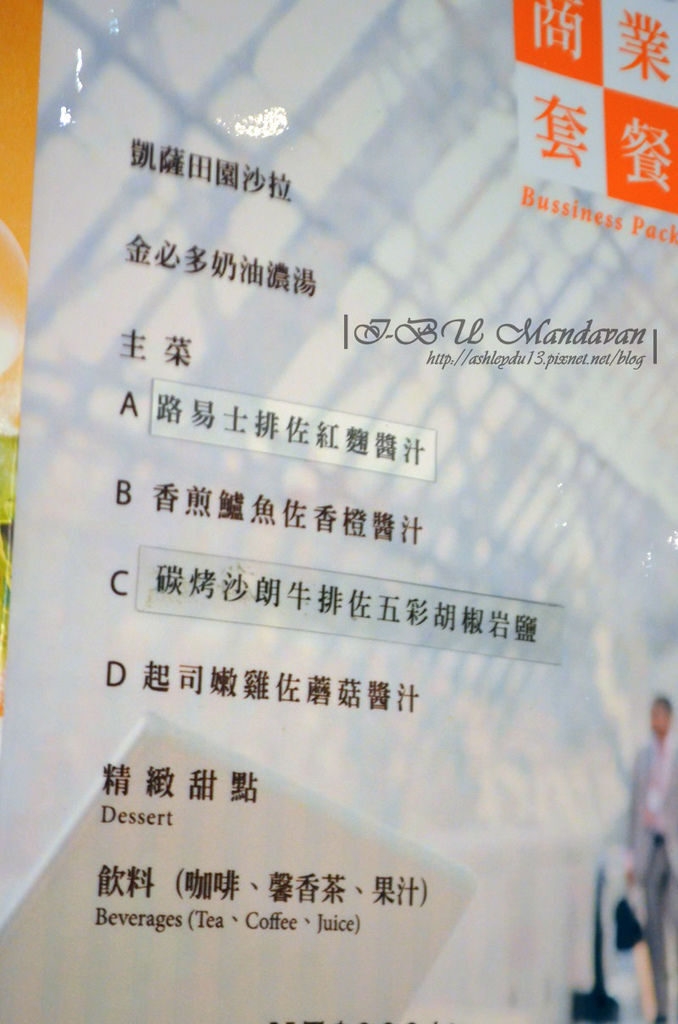 商業
套餐
Bussiness Pack
凱薩田園沙拉
金必多奶油濃湯
I-BU Mandavan
http://ashleydu13.pixnet.net/blog
主菜
A 路易士排佐紅麴醬汁
B 香煎鱸魚佐香橙醬汁
C 碳烤沙朗牛排佐五彩胡椒岩鹽
D 起司嫩雞佐蘑菇醬汁
精緻甜點
Dessert
飲料（咖啡、馨香茶、果汁）
Beverages (Tea、Coffee、Juice)